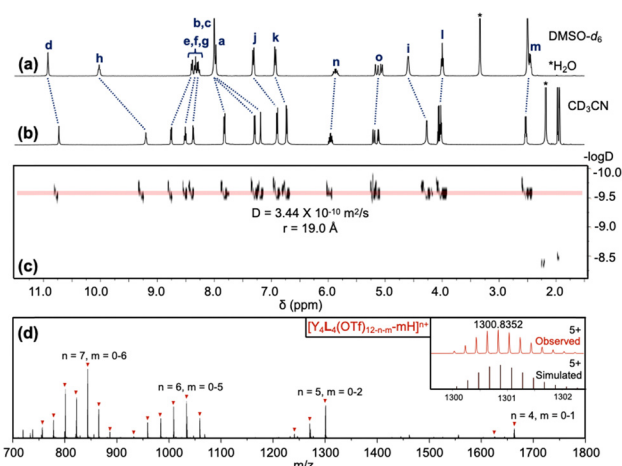 b,c
d
h
e,f,g
a
j
k
n
o
i
l
m
*
DMSO-d6
*H2O
(a)
(b)
*
CD3CN
-logD
-10.0
-9.5
-9.0
-8.5
D = 3.44 X 10-10 m2/s
r = 19.0 Å
(c)
11.0 10.0 9.0 8.0 7.0 6.0 5.0 4.0 3.0 2.0
δ (ppm)
(d)
[Y4L4(OTf)12-n-m-mH]n+
1300.8352
5+
Observed
5+
Simulated
1300 1301 1302
n = 7, m = 0-6
n = 6, m = 0-5
n = 5, m = 0-2
n = 4, m = 0-1
700 800 900 1000 1100 1200 1300 1400 1500 1600 1700 1800
m/z